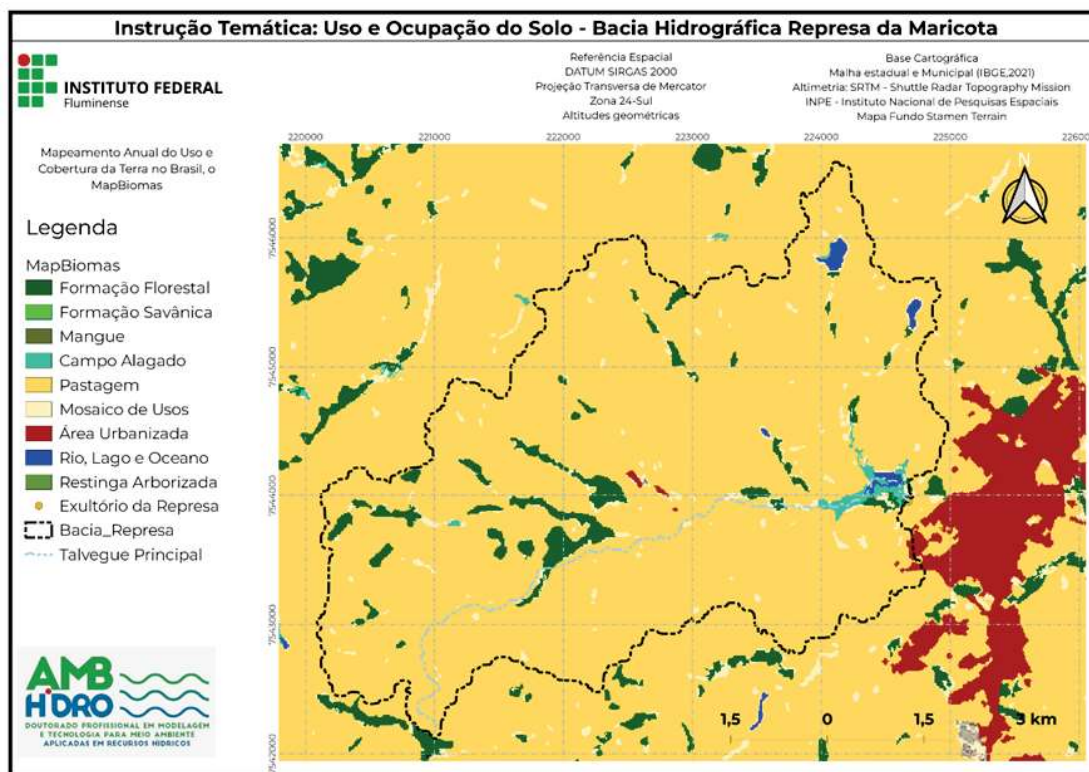 Instrução Temática: Uso e Ocupação do Solo - Bacia Hidrográfica Represa da Maricota
INSTITUTO FEDERAL
Fluminense
Referência Espacial
DATUM SIRGAS 2000
Projeção Transversa de Mercator
Zona 24-Sul
Altitudes geométricas
Base Cartográfica
Malha estadual e Municipal (IBGE,2021)
Altimetria: SRTM - Shuttle Radar Topography Mission
INPE - Instituto Nacional de Pesquisas Espaciais
Mapa Fundo Stamen Terrain
Mapeamento Anual do Uso e
Cobertura da Terra no Brasil, o
MapBiomas
Legenda
MapBiomas
Formação Florestal
Formação Savânica
Mangue
Campo Alagado
Pastagem
Mosaico de Usos
Área Urbanizada
Rio, Lago e Oceano
Restinga Arborizada
Exultório da Represa
Bacia_Represa
Talvegue Principal
220000 221000 222000 223000 224000 225000 22600
N
7546000
7545000
7544000
7543000
7542000
1,5 0 1,5 3 km
AMB
HIDRO
DOUTORADO PROFISSIONAL EM MODELAGEM
E TECNOLOGIA PARA MEIO AMBIENTE
APLICADAS EM RECURSOS HÍDRICOS